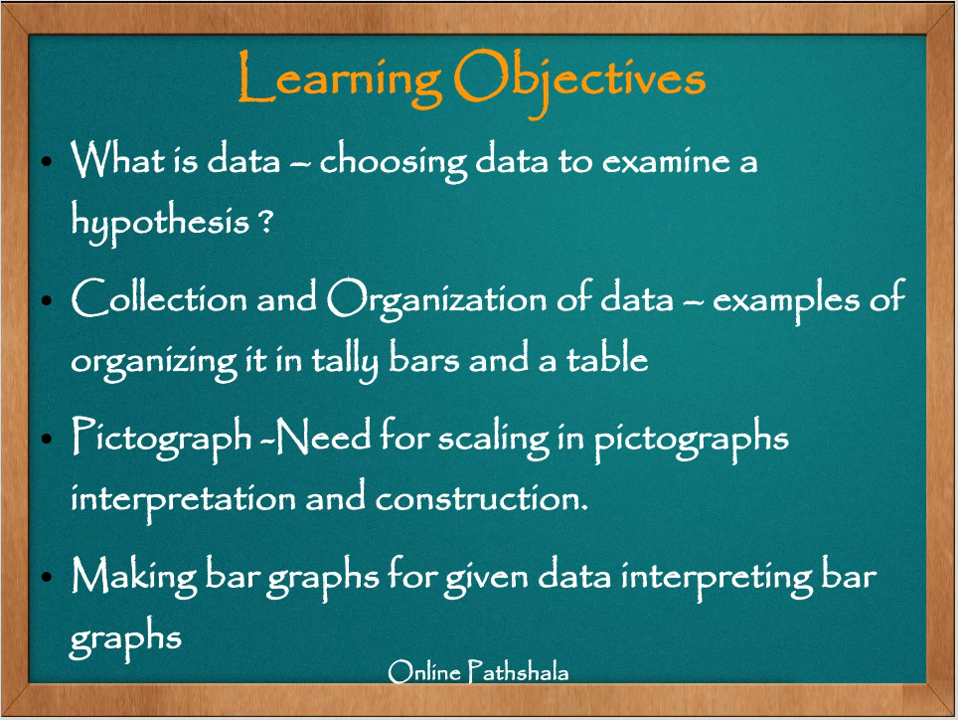 Learning Objectives
• What is data – choosing data to examine a
hypothesis ?
• Collection and Organization of data – examples of
organizing it in tally bars and a table
• Pictograph -Need for scaling in pictographs
interpretation and construction.
• Making bar graphs for given data interpreting bar
graphs
Online Pathshala